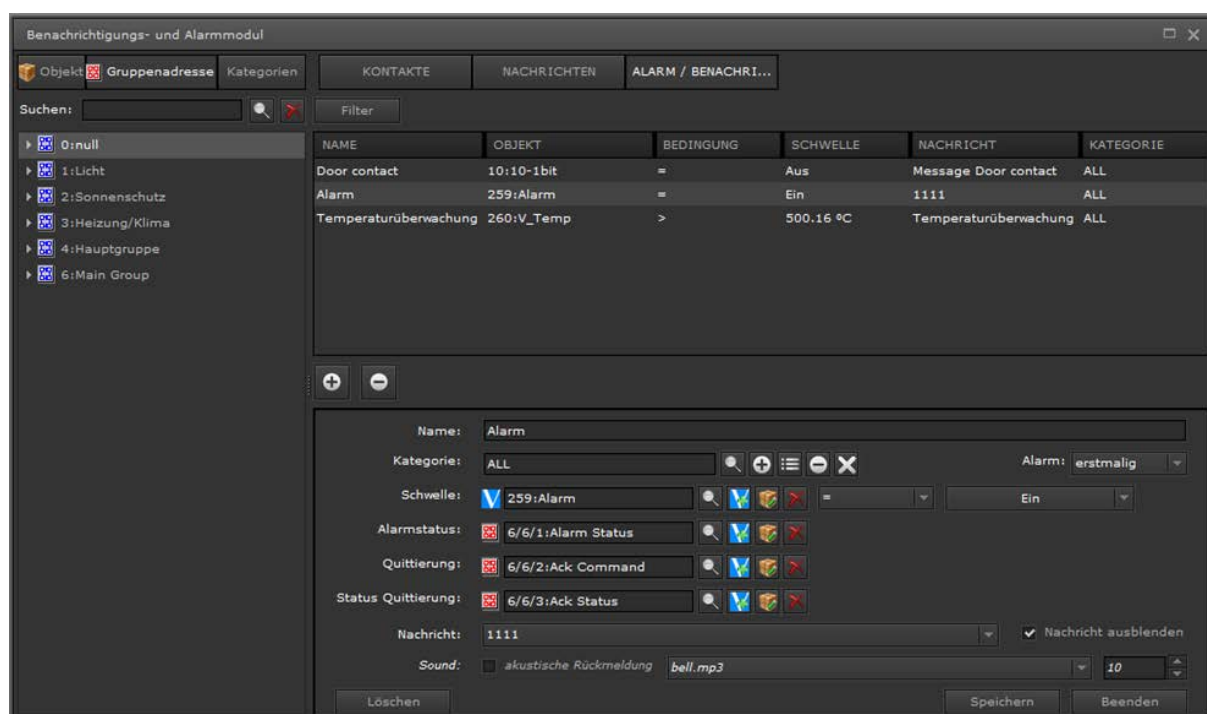 Benachrichtigungs- und Alarmmodul
Objekt Gruppenadresse Kategorien KONTAKTE NACHRICHTEN ALARM / BENACHRI...
Suchen: Filter
0:null
1:Licht
2:Sonnenschutz
3:Heizung/Klima
4:Hauptgruppe
6:Main Group
NAME OBJEKT BEDINGUNG SCHWELLE NACHRICHT KATEGORIE
Door contact 10:10-1bit = Aus Message Door contact ALL
Alarm 259:Alarm = Ein 1111 ALL
Temperaturüberwachung 260:V_Temp > 500.16 ºC Temperaturüberwachung ALL
Name: Alarm
Kategorie: ALL Alarm: erstmalig
Schwelle: 259:Alarm = Ein
Alarmstatus: 6/6/1:Alarm Status
Quittierung: 6/6/2:Ack Command
Status Quittierung: 6/6/3:Ack Status
Nachricht: 1111 Nachricht ausblenden
Sound: akustische Rückmeldung bell.mp3 10
Löschen Speichern Beenden